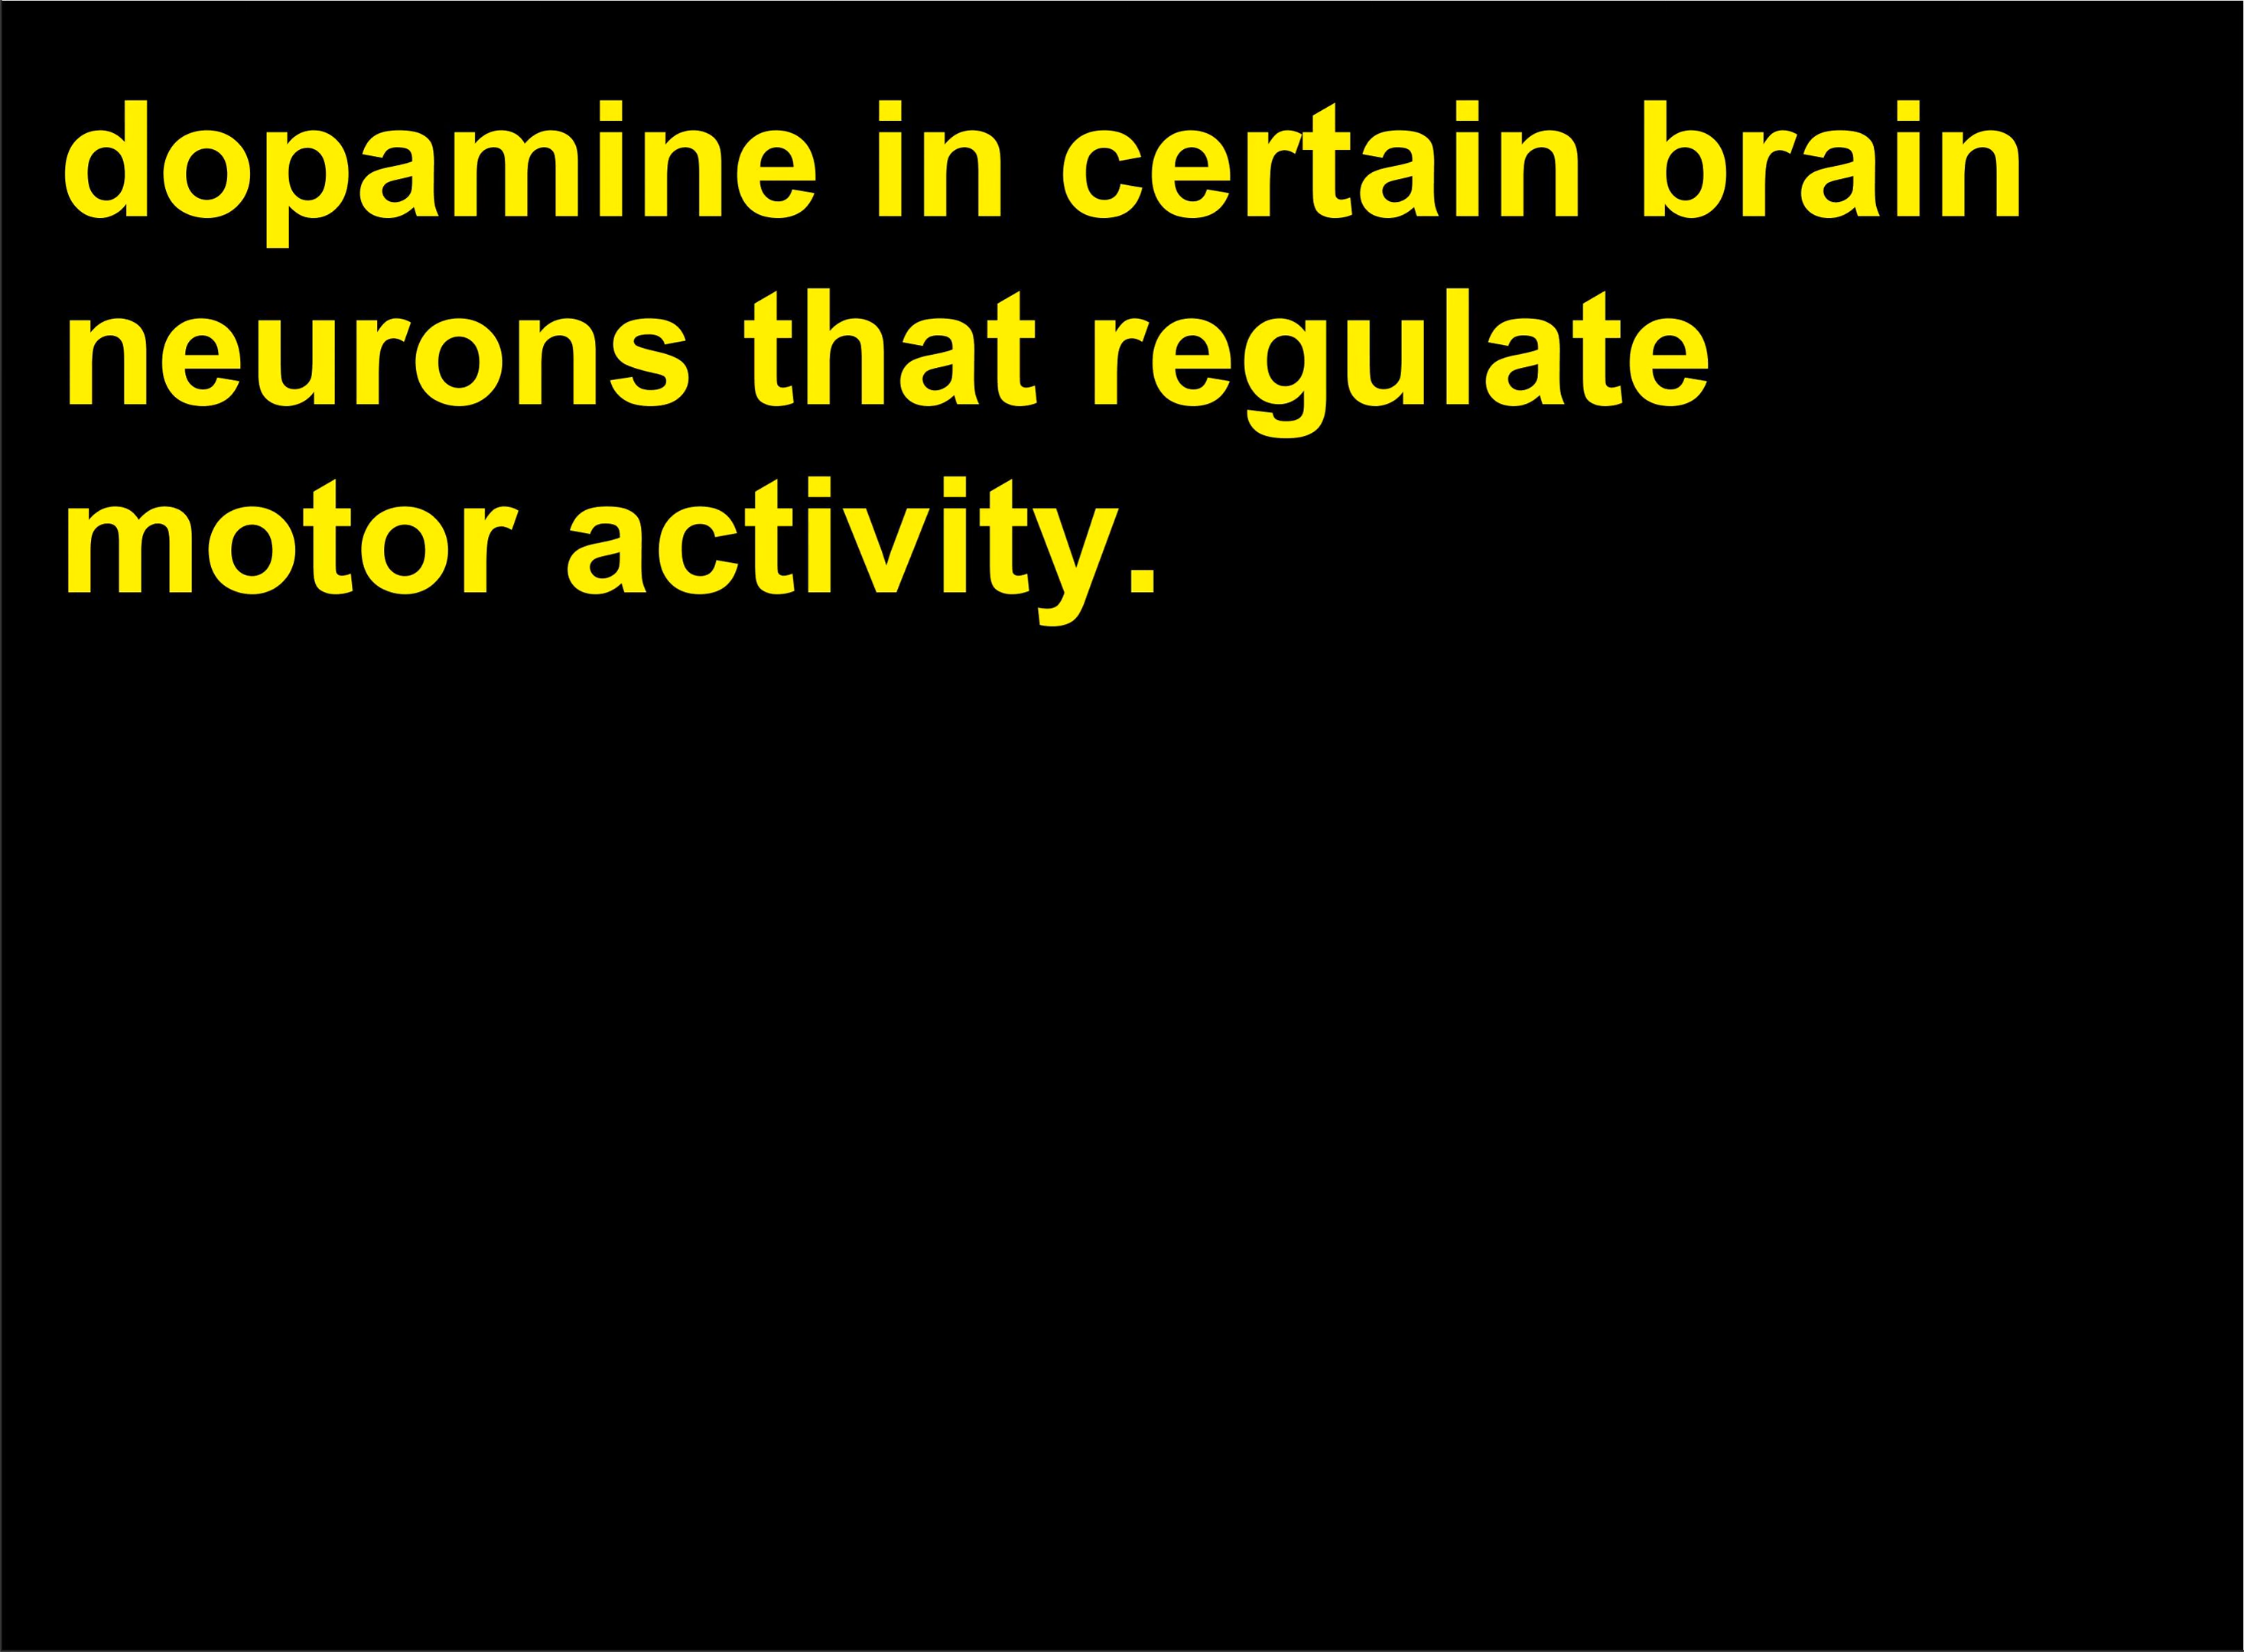 dopamine in certain brain
neurons that regulate
motor activity.